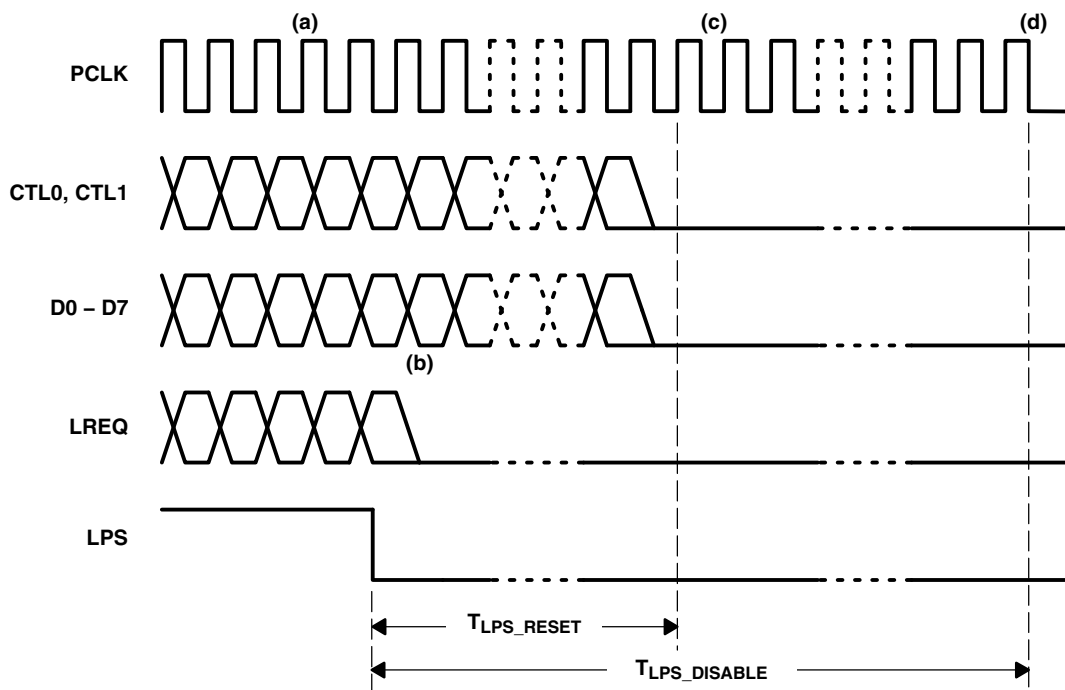 (a) (c) (d)
PCLK
CTL0, CTL1
D0 – D7
(b)
LREQ
LPS
TLPS_RESET
TLPS_DISABLE